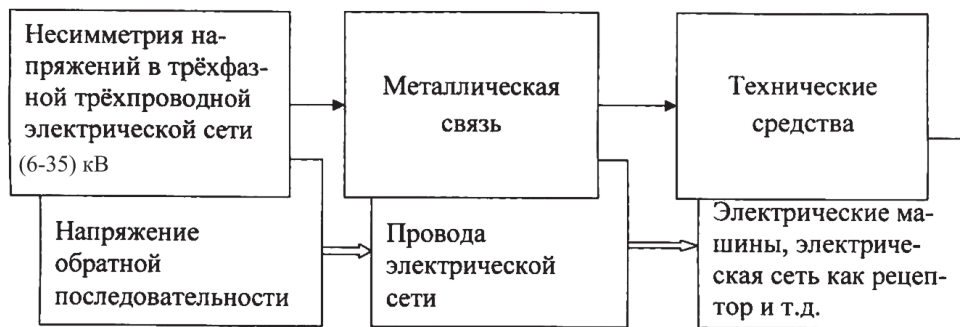 Несимметрия на-
пряжений в трёхфаз-
ной трёхпроводной
электрической сети
(6-35) кВ
Металлическая
связь
Технические
средства
Напряжение
обратной
последовательности
Провода
электрической
сети
Электрические ма-
шины, электриче-
ская сеть как рецеп-
тор и т.д.